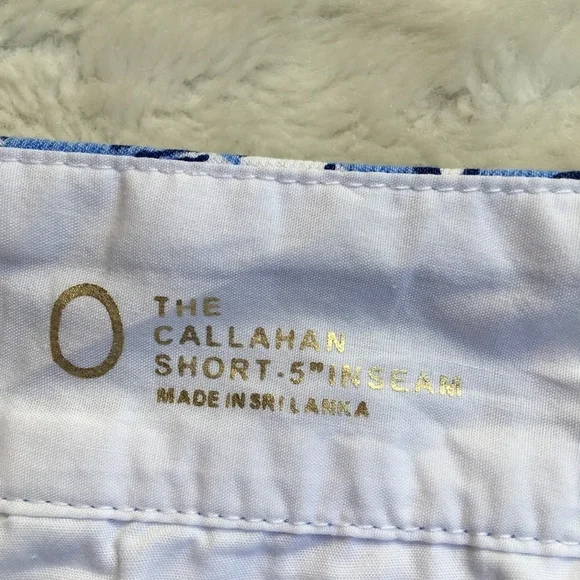 0
THE
CALLAHAN
SHORT-5" INSEAM
MADE IN SRI LANKA